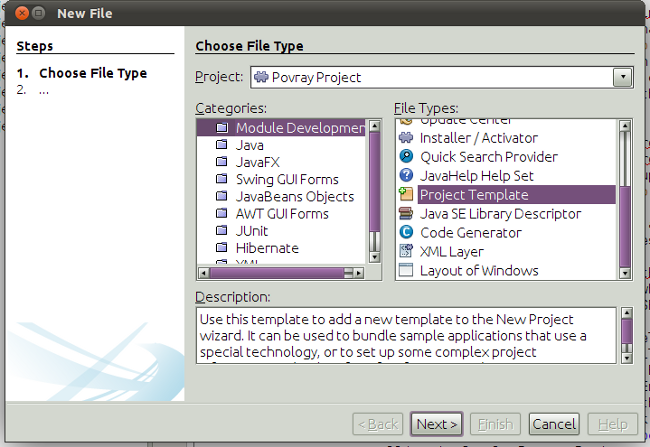 New File
Steps
1. Choose File Type
2. ...
Choose File Type
Project: Povray Project
Categories:
Module Developmen
Java
JavaFX
Swing GUI Forms
JavaBeans Objects
AWT GUI Forms
JUnit
Hibernate
XML
File Types:
Update Center
Installer / Activator
Quick Search Provider
JavaHelp Help Set
Project Template
Java SE Library Descriptor
Code Generator
XML Layer
Layout of Windows
Description:
Use this template to add a new template to the New Project
wizard. It can be used to bundle sample applications that use a
special technology, or to set up some complex project
< Back Next > Finish Cancel Help